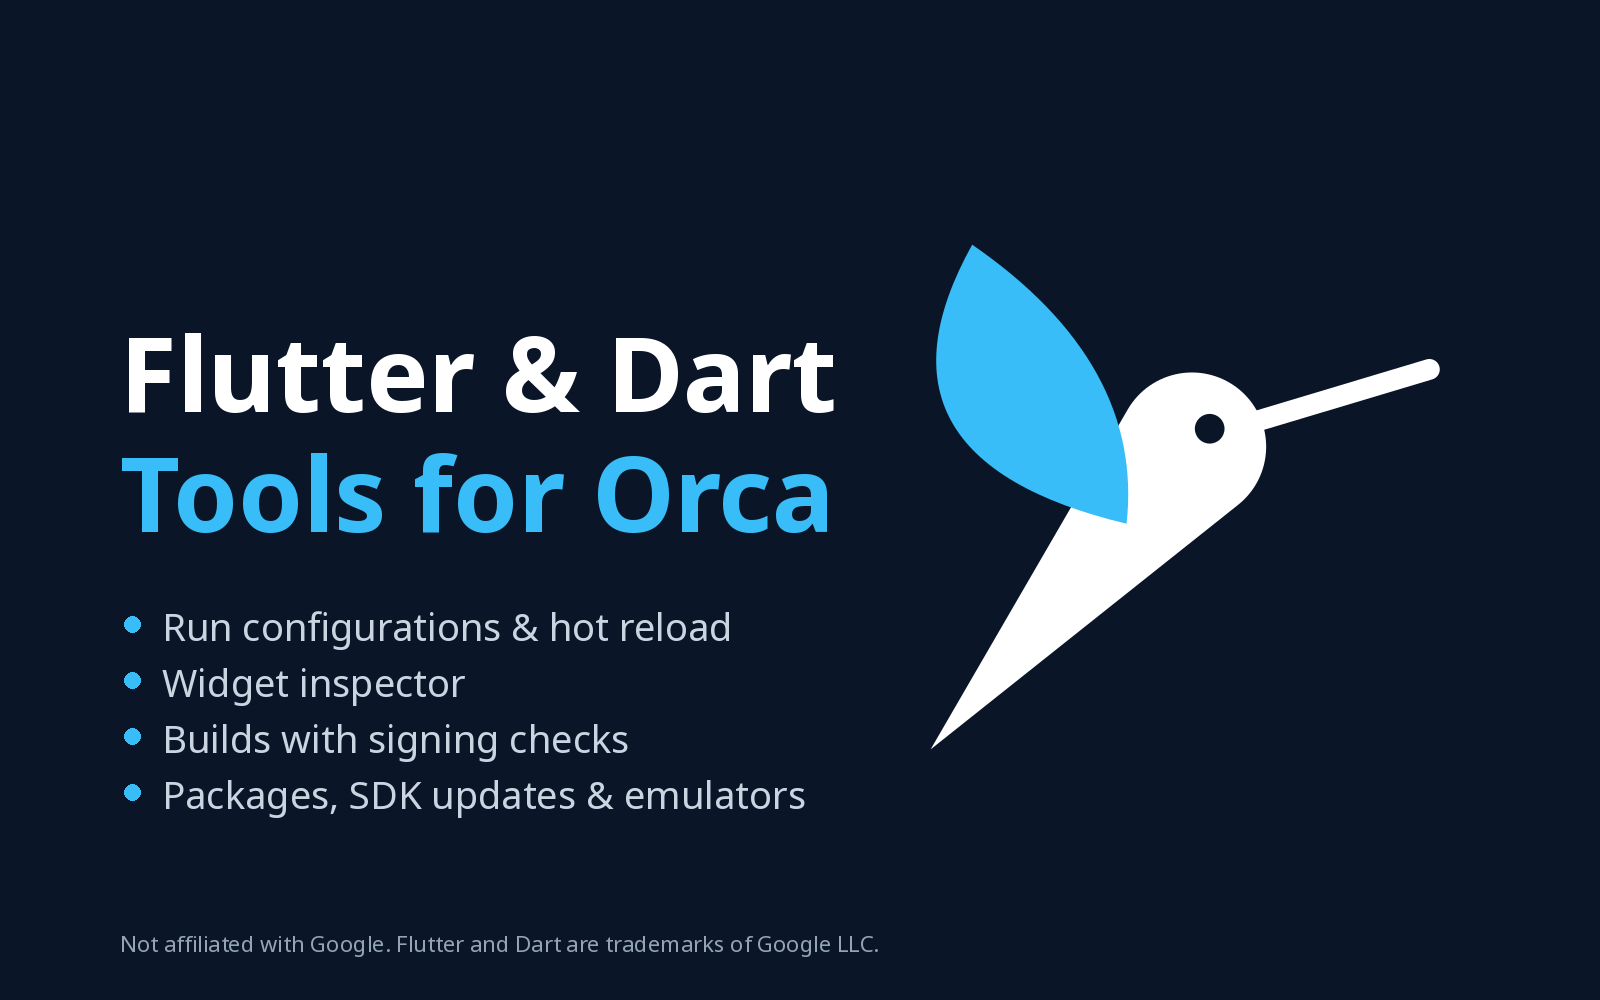 Flutter & Dart
Tools for Orca
Run configurations & hot reload
Widget inspector
Builds with signing checks
Packages, SDK updates & emulators
Not affiliated with Google. Flutter and Dart are trademarks of Google LLC.